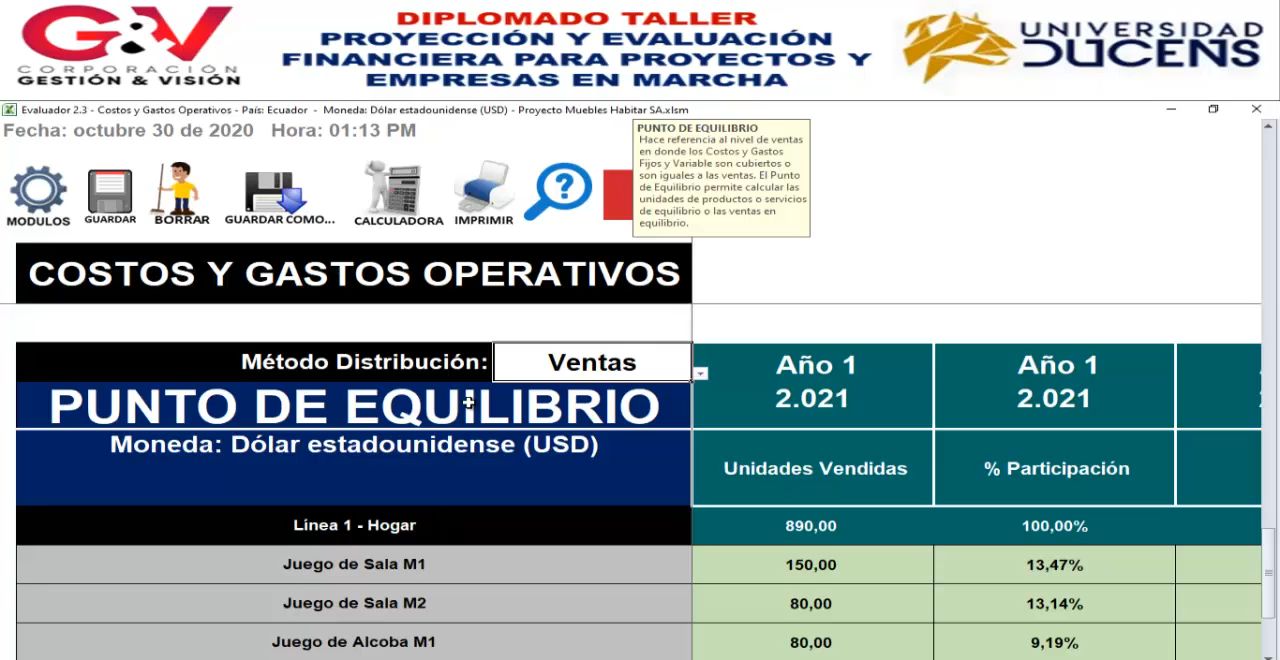 G&V
CORPORACIÓN
GESTIÓN & VISIÓN
DIPLOMADO TALLER
PROYECCIÓN Y EVALUACIÓN
FINANCIERA PARA PROYECTOS Y
EMPRESAS EN MARCHA
UNIVERSIDAD
DUCENS
Evaluador 2.3 - Costos y Gastos Operativos - País: Ecuador - Moneda: Dólar estadounidense (USD) - Proyecto Muebles Habitar SA.xlsm
Fecha: octubre 30 de 2020 Hora: 01:13 PM
PUNTO DE EQUILIBRIO
Hace referencia al nivel de ventas
en donde los Costos y Gastos
Fijos y Variable son cubiertos o
son iguales a las ventas. El Punto
de Equilibrio permite calcular las
unidades de productos o servicios
de equilibrio o las ventas en
equilibrio.
MODULOS GUARDAR BORRAR GUARDAR COMO... CALCULADORA IMPRIMIR
COSTOS Y GASTOS OPERATIVOS
Método Distribución: Ventas
Año 1 Año 1
2.021 2.021
PUNTO DE EQUILIBRIO
Moneda: Dólar estadounidense (USD)
Unidades Vendidas % Participación
Linea 1 - Hogar 890,00 100,00%
Juego de Sala M1 150,00 13,47%
Juego de Sala M2 80,00 13,14%
Juego de Alcoba M1 80,00 9,19%